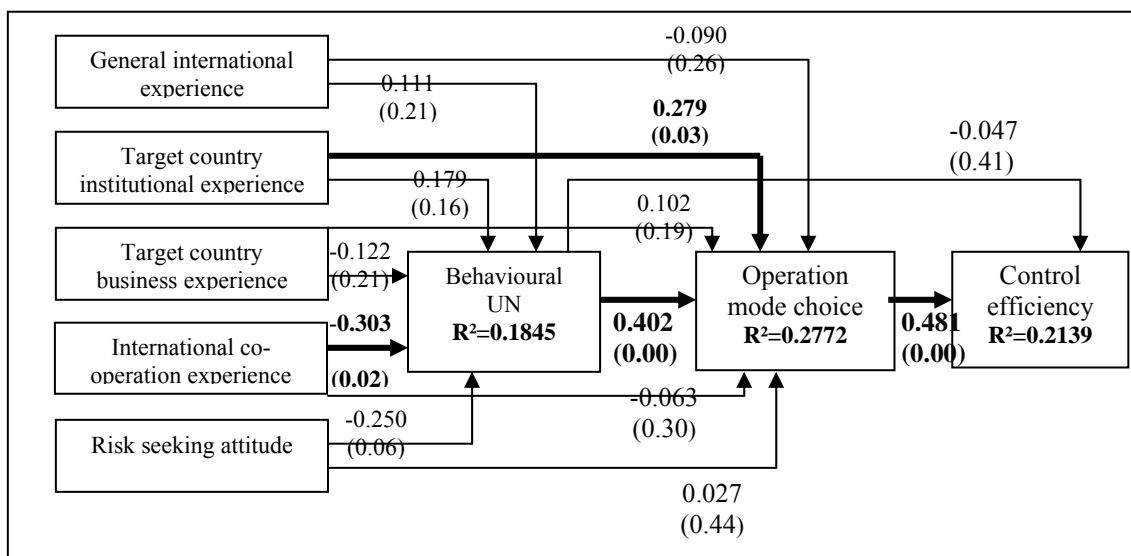 General international
experience
Target country
institutional experience
Target country
business experience
International co-
operation experience
Risk seeking attitude
-0.090
(0.26)
0.111
(0.21)
0.279
(0.03)
-0.047
(0.41)
0.179
(0.16)
0.102
(0.19)
-0.122
(0.21)
-0.303
(0.02)
-0.250
(0.06)
Behavioural
UN
R²=0.1845
0.402
(0.00)
Operation
mode choice
R²=0.2772
0.481
(0.00)
Control
efficiency
R²=0.2139
-0.063
(0.30)
0.027
(0.44)